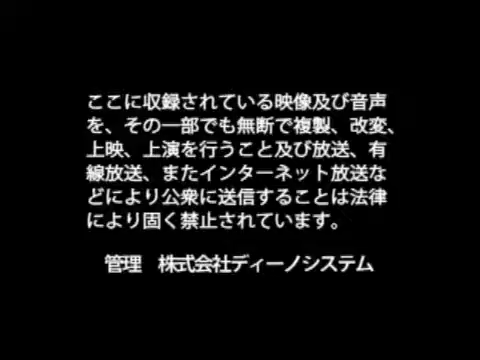 ここに収録されている映像及び音声
を、その一部でも無断で複製、改変、
上映、上演を行うこと及び放送、有
線放送、またインターネット放送な
どにより公衆に送信することは法律
により固く禁止されています。
管理　株式会社ディーノシステム